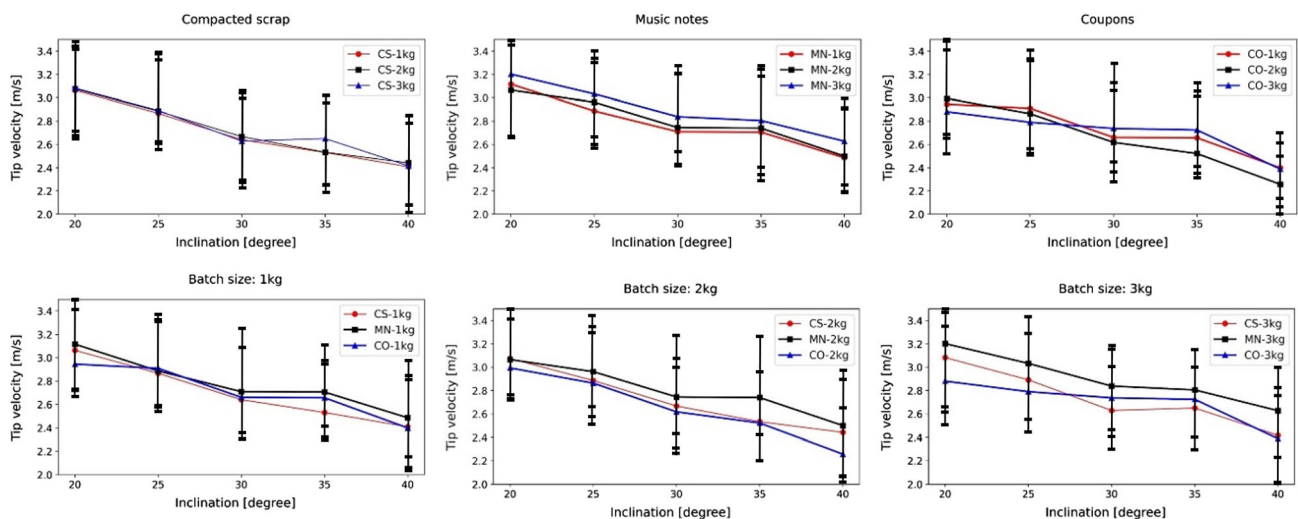 Compacted scrap
Tip velocity [m/s]
3.4
3.2
3.0
2.8
2.6
2.4
2.2
2.0
CS-1kg
CS-2kg
CS-3kg
20 25 30 35 40
Inclination [degree]
Music notes
Tip velocity [m/s]
3.4
3.2
3.0
2.8
2.6
2.4
2.2
2.0
MN-1kg
MN-2kg
MN-3kg
20 25 30 35 40
Inclination [degree]
Coupons
Tip velocity [m/s]
3.4
3.2
3.0
2.8
2.6
2.4
2.2
2.0
CO-1kg
CO-2kg
CO-3kg
20 25 30 35 40
Inclination [degree]
Batch size: 1kg
Tip velocity [m/s]
3.4
3.2
3.0
2.8
2.6
2.4
2.2
2.0
CS-1kg
MN-1kg
CO-1kg
20 25 30 35 40
Inclination [degree]
Batch size: 2kg
Tip velocity [m/s]
3.4
3.2
3.0
2.8
2.6
2.4
2.2
2.0
CS-2kg
MN-2kg
CO-2kg
20 25 30 35 40
Inclination [degree]
Batch size: 3kg
Tip velocity [m/s]
3.4
3.2
3.0
2.8
2.6
2.4
2.2
2.0
CS-3kg
MN-3kg
CO-3kg
20 25 30 35 40
Inclination [degree]